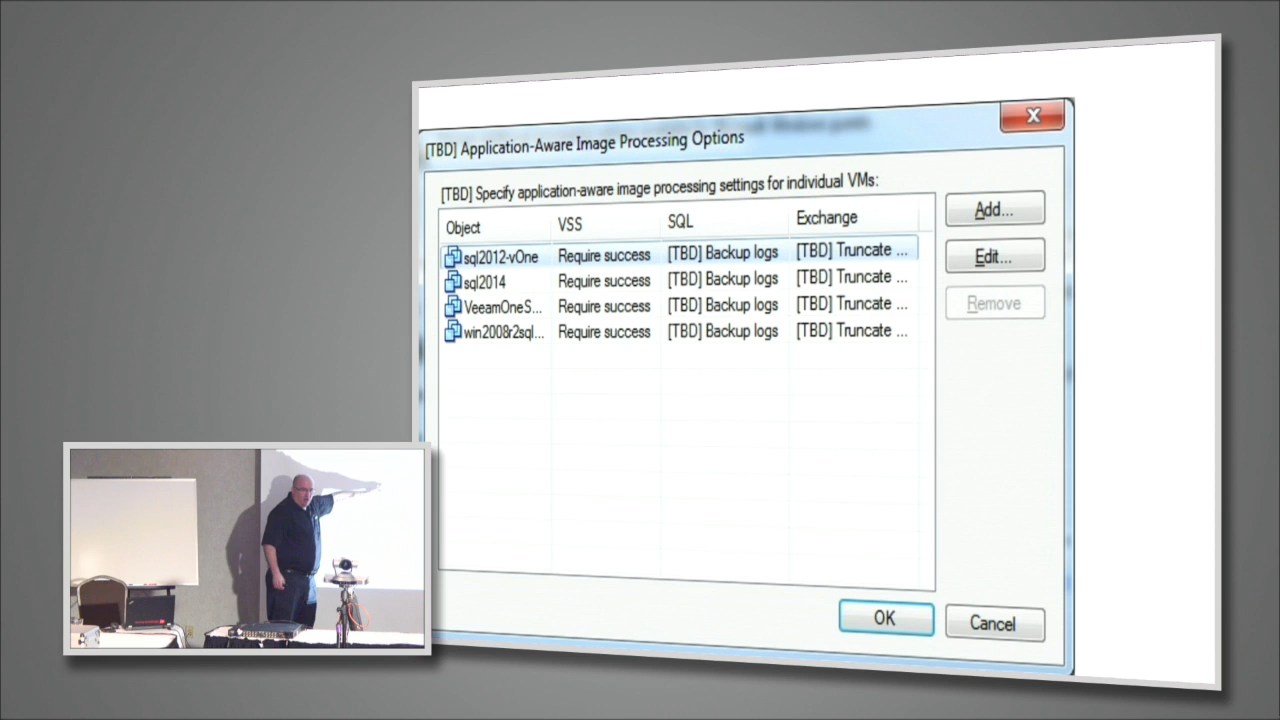 [TBD] Application-Aware Image Processing Options
[TBD] Specify application-aware image processing settings for individual VMs:
Object VSS SQL Exchange
sql2012-vOne Require success [TBD] Backup logs [TBD] Truncate ...
sql2014 Require success [TBD] Backup logs [TBD] Truncate ...
VeeamOneS... Require success [TBD] Backup logs [TBD] Truncate ...
win2008r2sql... Require success [TBD] Backup logs [TBD] Truncate ...
Add...
Edit...
Remove
OK
Cancel